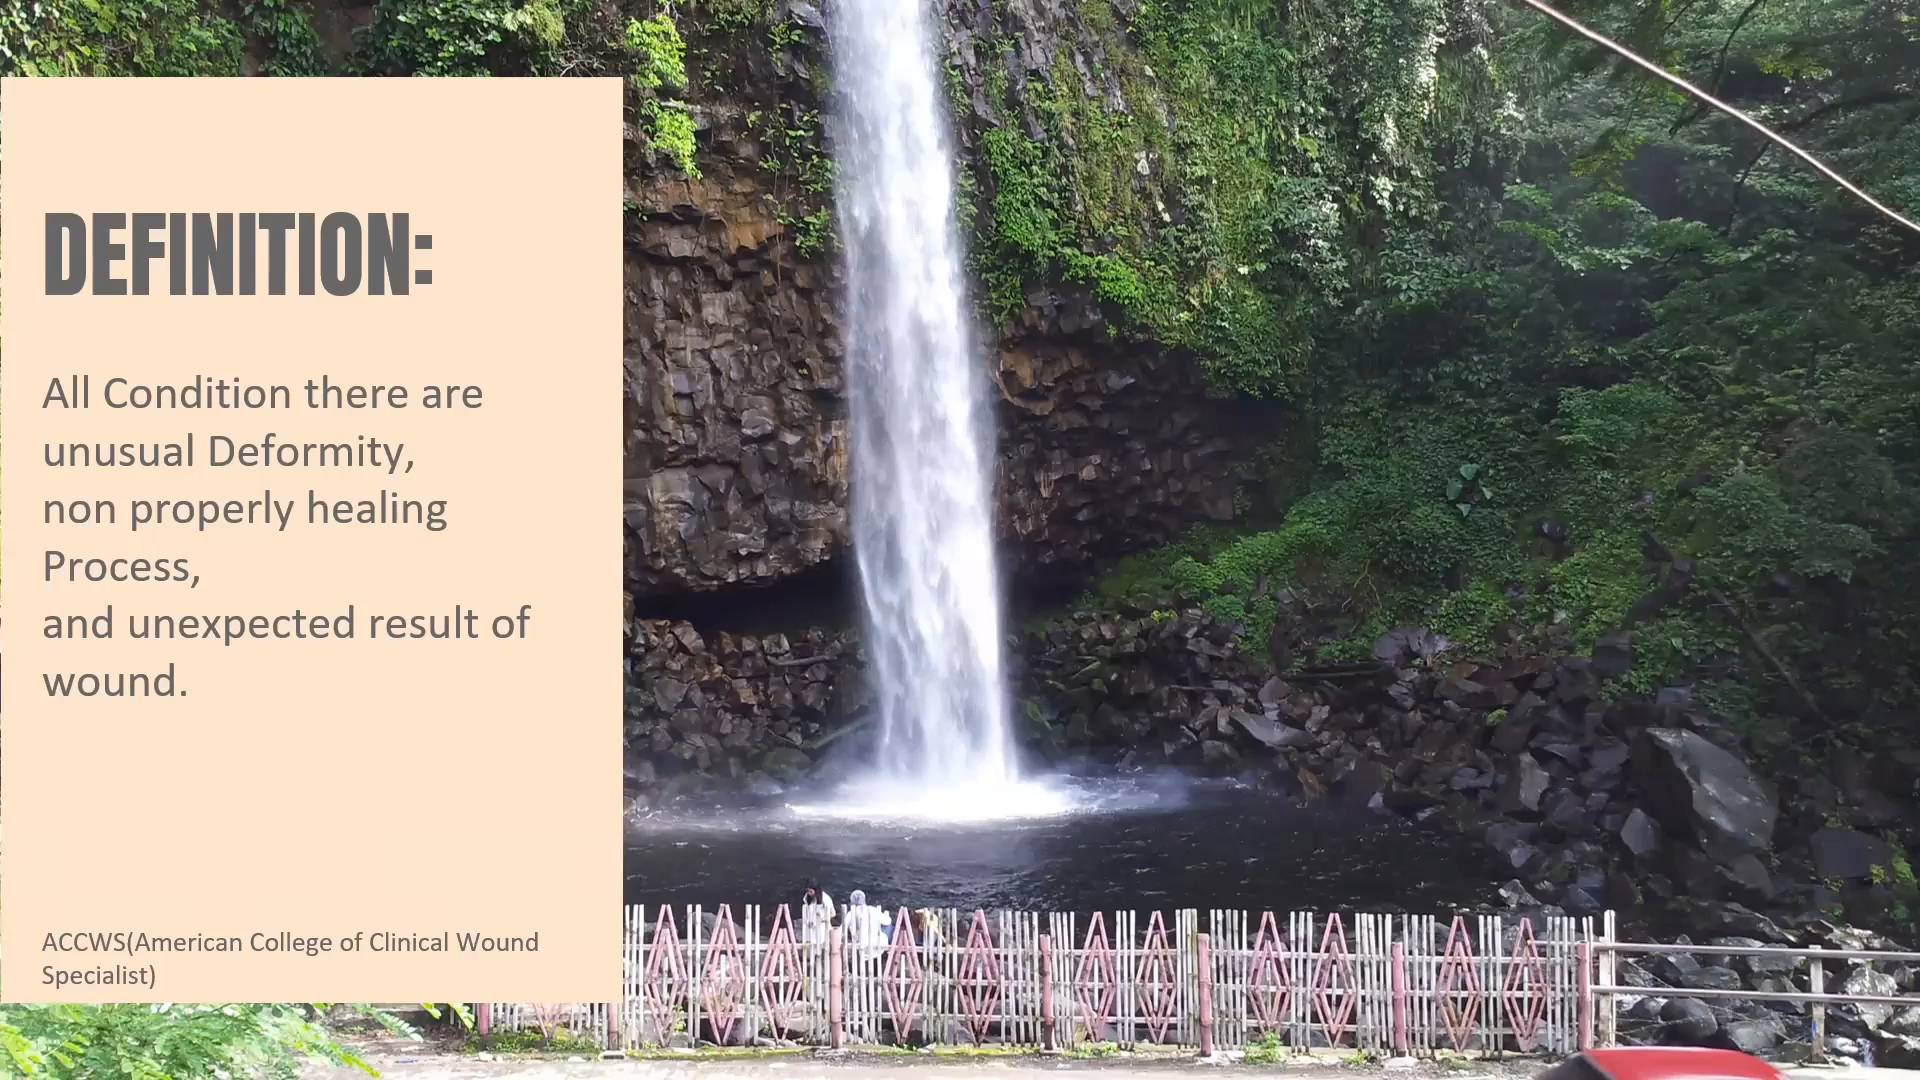 DEFINITION:
All Condition there are
unusual Deformity,
non properly healing
Process,
and unexpected result of
wound.
ACCWS(American College of Clinical Wound
Specialist)